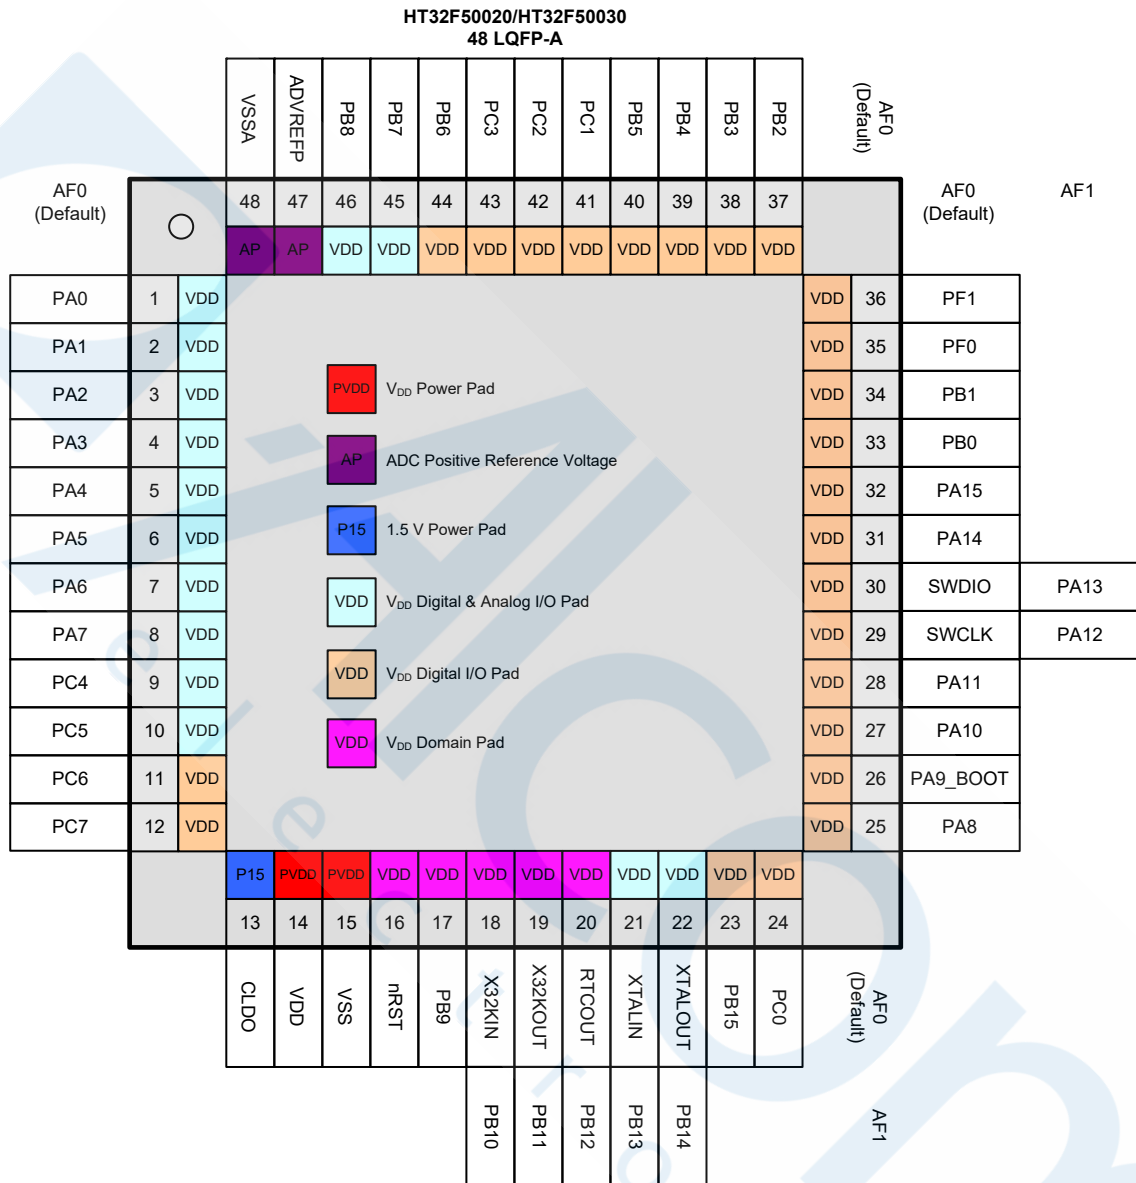 HT32F50020/HT32F50030
48 LQFP-A
VSSA ADVREFP PB8 PB7 PB6 PC3 PC2 PC1 PB5 PB4 PB3 PB2
AF0
(Default)
AF0
(Default)
48 47 46 45 44 43 42 41 40 39 38 37
AF0
(Default)
AF1
AP AP VDD VDD VDD VDD VDD VDD VDD VDD VDD VDD
PA0 1 VDD VDD 36 PF1
PA1 2 VDD VDD 35 PF0
PA2 3 VDD VDD 34 PB1
PA3 4 VDD VDD 33 PB0
PA4 5 VDD VDD 32 PA15
PA5 6 VDD VDD 31 PA14
PA6 7 VDD VDD 30 SWDIO PA13
PA7 8 VDD VDD 29 SWCLK PA12
PC4 9 VDD VDD 28 PA11
PC5 10 VDD VDD 27 PA10
PC6 11 VDD VDD 26 PA9_BOOT
PC7 12 VDD VDD 25 PA8
PVDD VDD Power Pad
AP ADC Positive Reference Voltage
P15 1.5 V Power Pad
VDD VDD Digital & Analog I/O Pad
VDD VDD Digital I/O Pad
VDD VDD Domain Pad
P15 PVDD PVDD VDD VDD VDD VDD VDD VDD VDD VDD VDD
13 14 15 16 17 18 19 20 21 22 23 24
CLDO VDD VSS nRST PB9 X32KIN X32KOUT RTCOUT XTALIN XTALOUT PB15 PC0
AF0
(Default)
PB10 PB11 PB12 PB13 PB14
AF1